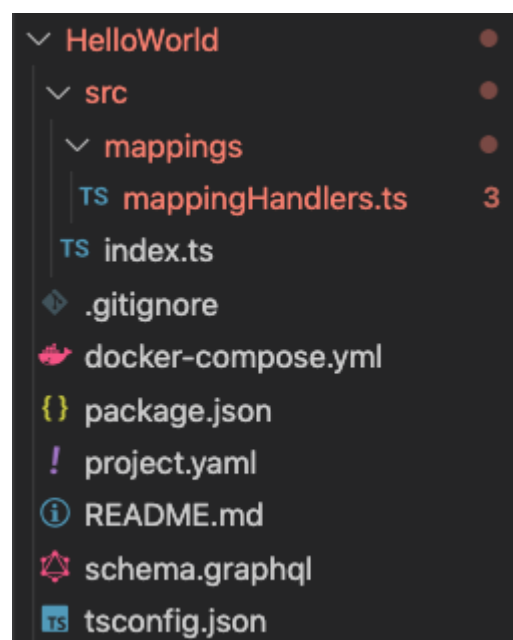 HelloWorld
src
mappings
TS mappingHandlers.ts 3
TS index.ts
.gitignore
docker-compose.yml
{} package.json
! project.yaml
i README.md
schema.graphql
TS tsconfig.json